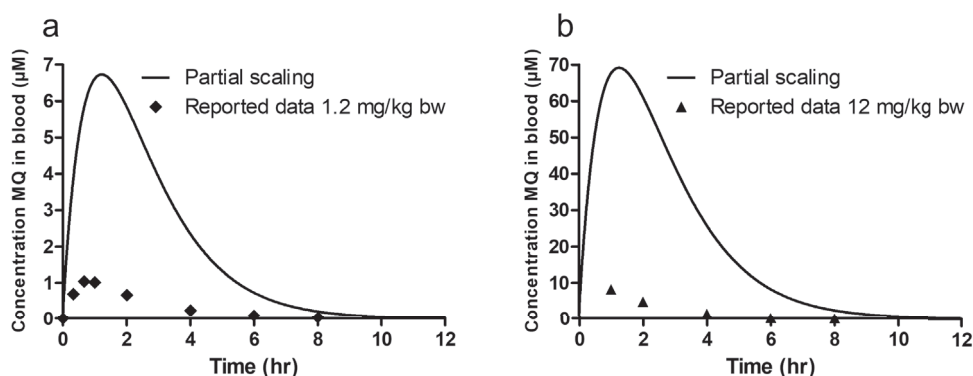 a
Concentration MQ in blood (µM)
7
6
5
4
3
2
1
0
Partial scaling
Reported data 1.2 mg/kg bw
0 2 4 6 8 10 12
Time (hr)
b
Concentration MQ in blood (µM)
70
60
50
40
30
20
10
0
Partial scaling
Reported data 12 mg/kg bw
0 2 4 6 8 10 12
Time (hr)